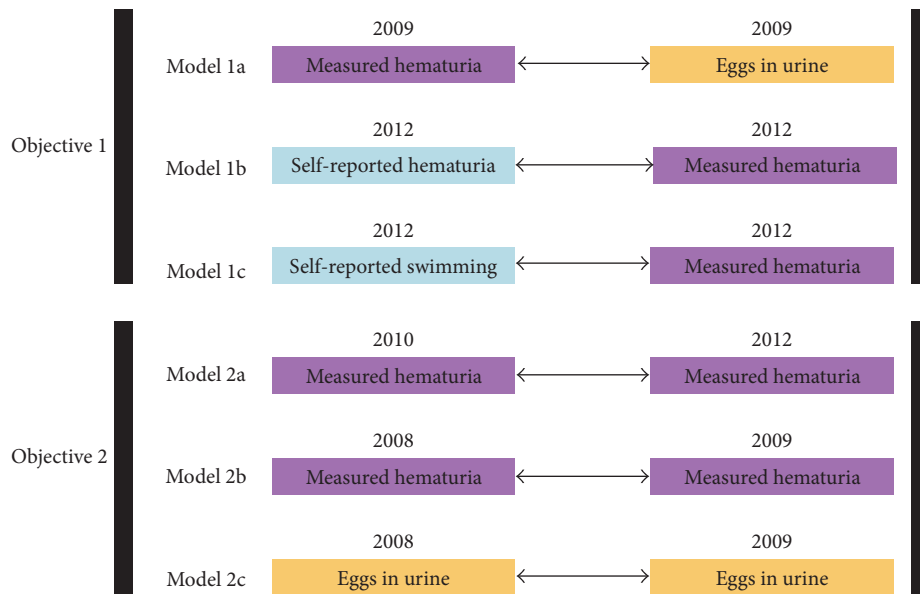 2009 2009
Model 1a Measured hematuria Eggs in urine
2012 2012
Objective 1
Model 1b Self-reported hematuria Measured hematuria
2012 2012
Model 1c Self-reported swimming Measured hematuria
2010 2012
Model 2a Measured hematuria Measured hematuria
2008 2009
Objective 2
Model 2b Measured hematuria Measured hematuria
2008 2009
Model 2c Eggs in urine Eggs in urine